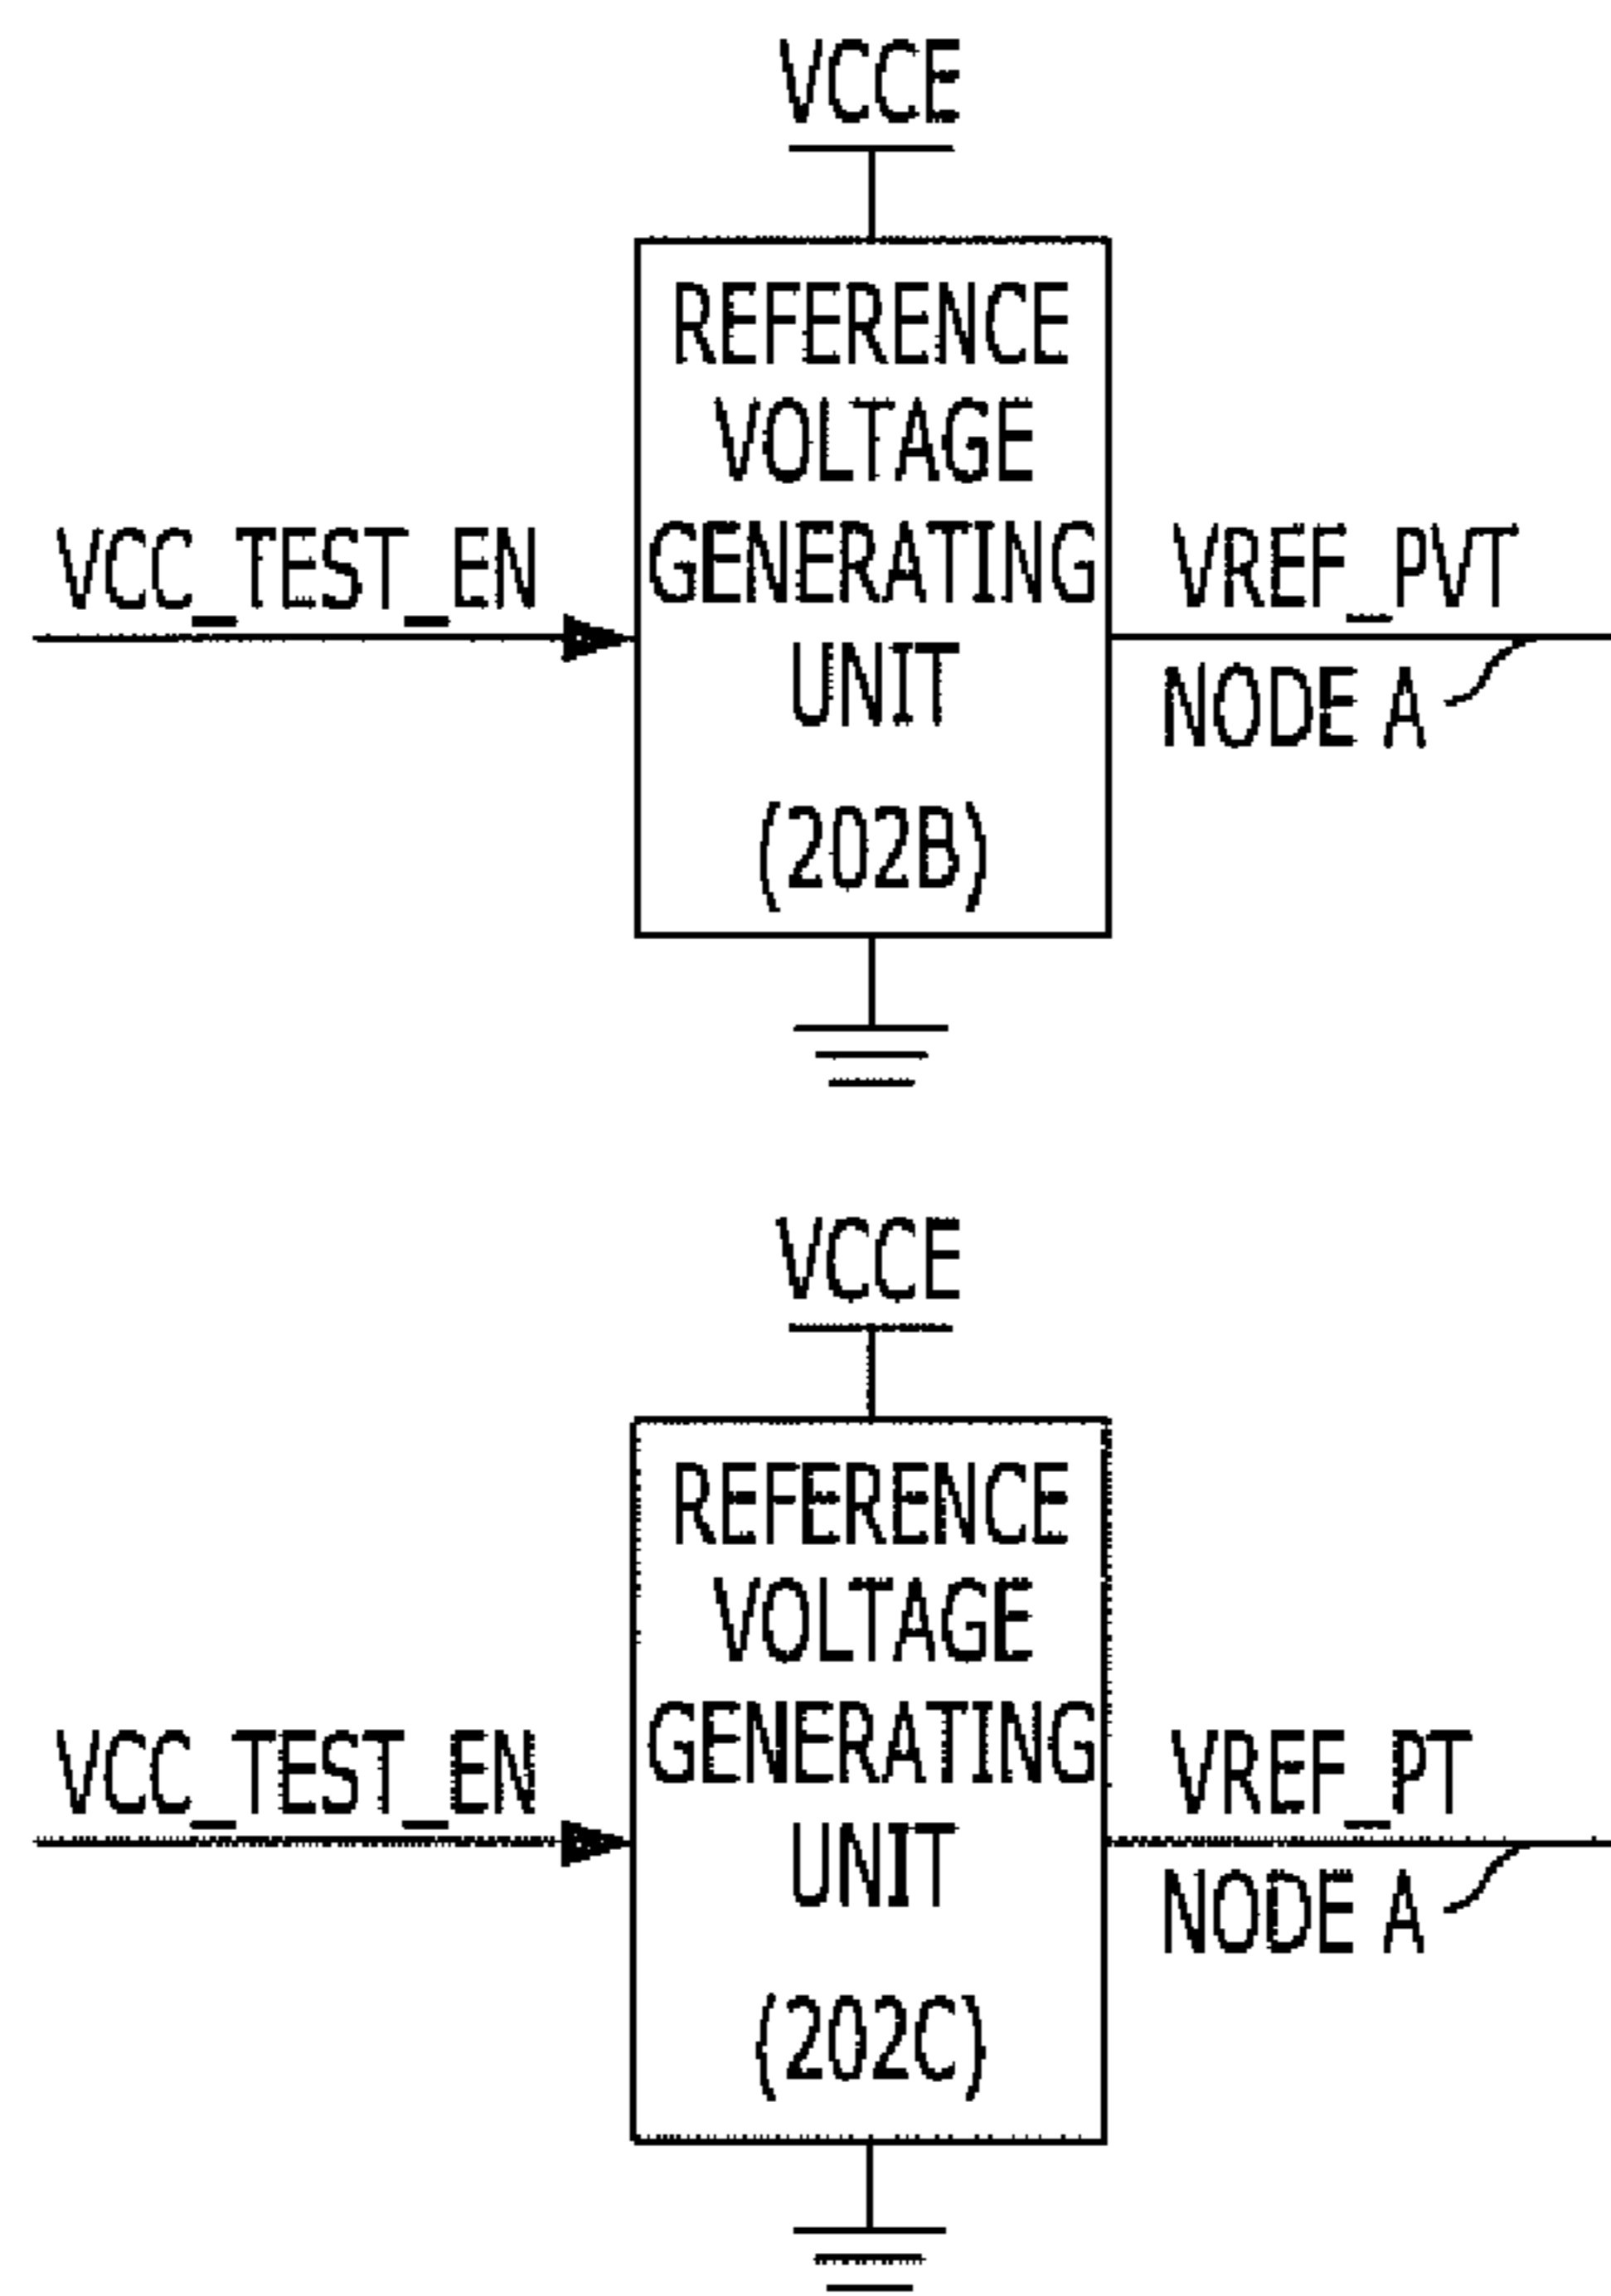 VCCE
REFERENCE
VOLTAGE
GENERATING
UNIT
(202B)
VCC_TEST_EN
VREF_PVT
NODE A
VCCE
REFERENCE
VOLTAGE
GENERATING
UNIT
(202C)
VCC_TEST_EN
VREF_PT
NODE A